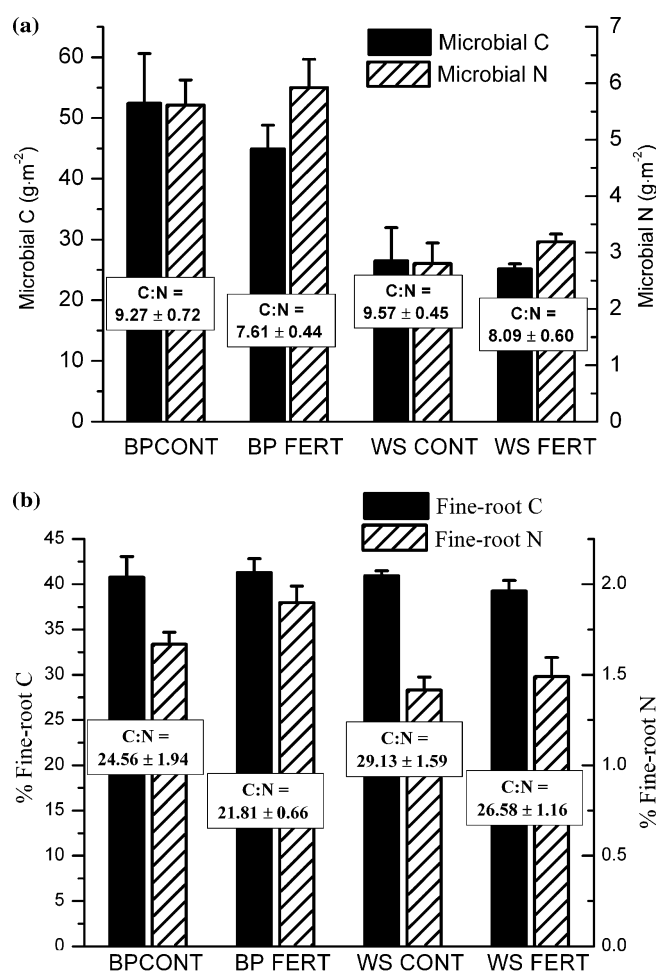 (a)
Microbial C
Microbial N
Microbial C (g·m-2)
Microbial N (g·m-2)
60
50
40
30
20
10
0
7
6
5
4
3
2
1
0
C:N =
9.27 ± 0.72
C:N =
7.61 ± 0.44
C:N =
9.57 ± 0.45
C:N =
8.09 ± 0.60
BPCONT BP FERT WS CONT WS FERT
(b)
Fine-root C
Fine-root N
% Fine-root C
% Fine-root N
45
40
35
30
25
20
15
10
5
0
2.0
1.5
1.0
0.5
0.0
C:N =
24.56 ± 1.94
C:N =
21.81 ± 0.66
C:N =
29.13 ± 1.59
C:N =
26.58 ± 1.16
BPCONT BP FERT WS CONT WS FERT